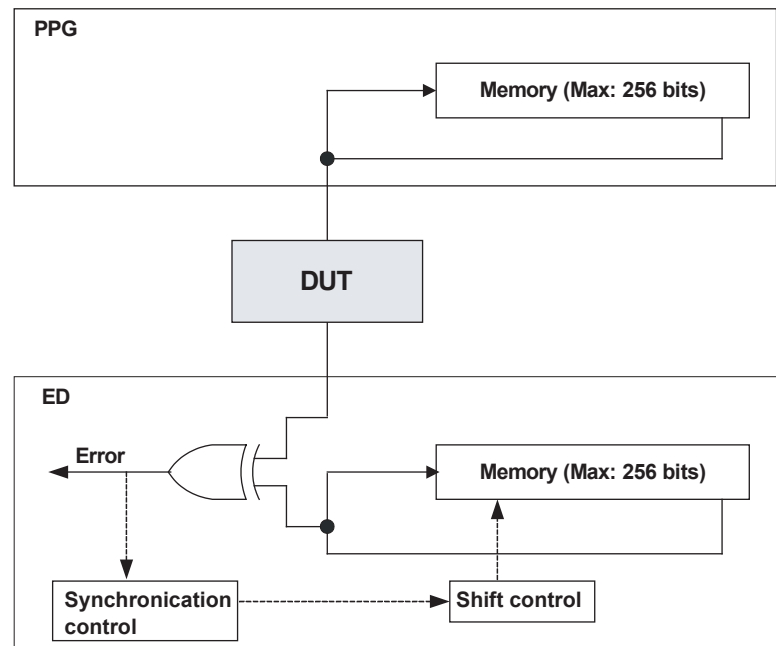 PPG
Memory (Max: 256 bits)
DUT
ED
Error
Memory (Max: 256 bits)
Synchronication
control
Shift control